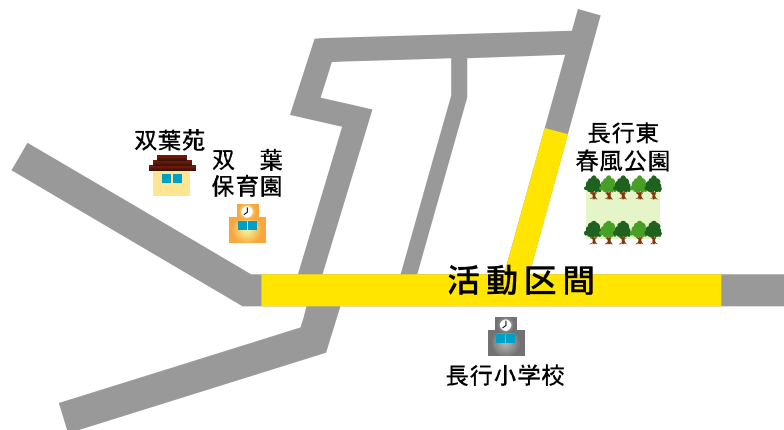 双葉苑
双　葉
保育園
長行東
春風公園
活動区間
長行小学校